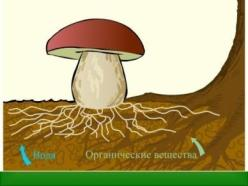 Вода
Органические вещества